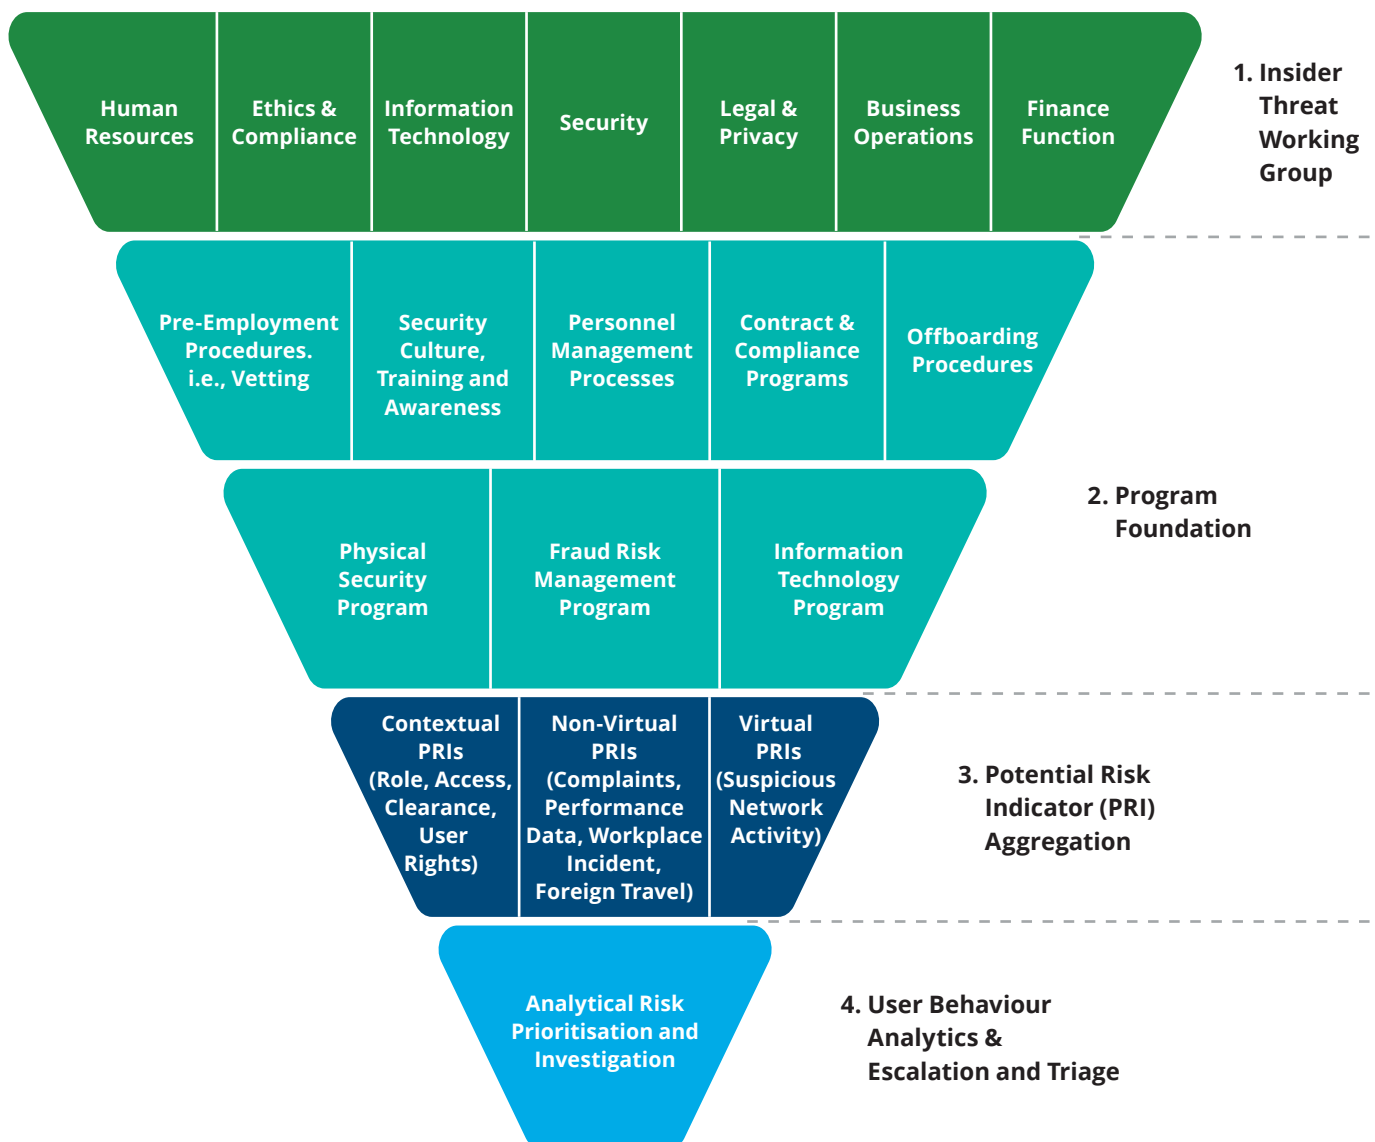 Human
Resources
Ethics &
Compliance
Information
Technology
Security
Legal &
Privacy
Business
Operations
Finance
Function
1. Insider
Threat
Working
Group
Pre-Employment
Procedures.
i.e., Vetting
Security
Culture,
Training and
Awareness
Personnel
Management
Processes
Contract &
Compliance
Programs
Offboarding
Procedures
Physical
Security
Program
Fraud Risk
Management
Program
Information
Technology
Program
2. Program
Foundation
Contextual
PRIs
(Role, Access,
Clearance,
User
Rights)
Non-Virtual
PRIs
(Complaints,
Performance
Data, Workplace
Incident,
Foreign Travel)
Virtual
PRIs
(Suspicious
Network
Activity)
3. Potential Risk
Indicator (PRI)
Aggregation
Analytical Risk
Prioritisation and
Investigation
4. User Behaviour
Analytics &
Escalation and Triage